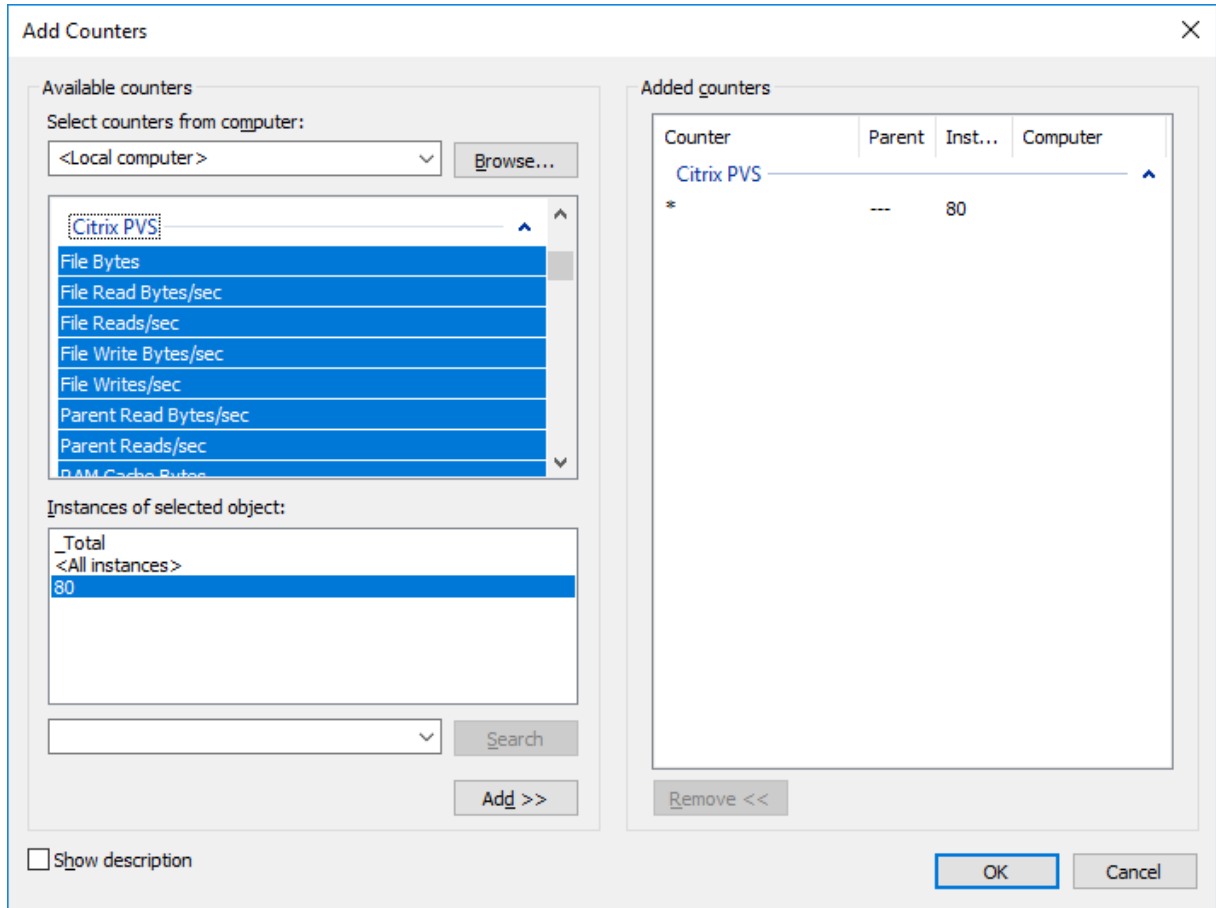 Add Counters
Available counters
Select counters from computer:
<Local computer>
Browse...
Citrix PVS
File Bytes
File Read Bytes/sec
File Reads/sec
File Write Bytes/sec
File Writes/sec
Parent Read Bytes/sec
Parent Reads/sec
RAM Cache Bytes
Instances of selected object:
_Total
<All instances>
80
Search
Add >>
Show description
Added counters
Counter Parent Inst... Computer
Citrix PVS
* --- 80
Remove <<
OK
Cancel